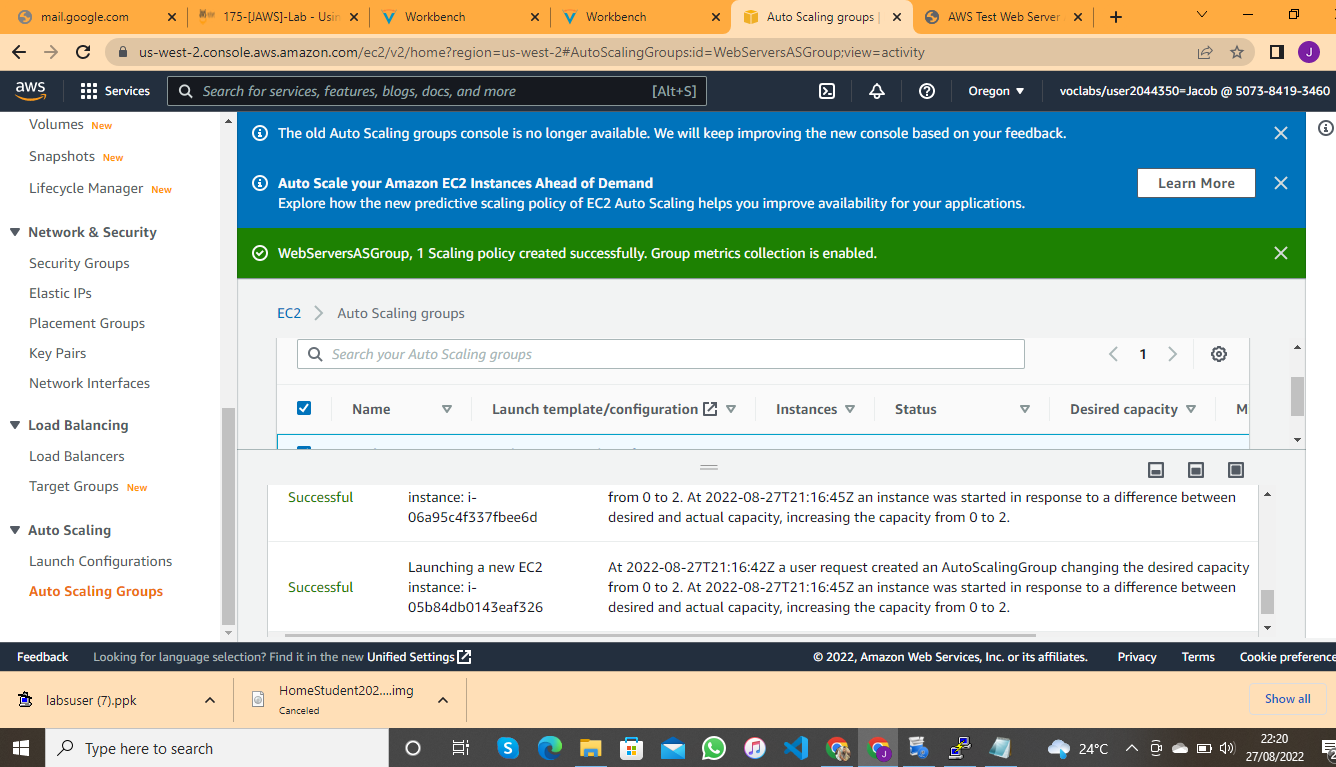 mail.google.com
175-[JAWS]-Lab - Usin
Workbench
Workbench
Auto Scaling groups |
AWS Test Web Server
us-west-2.console.aws.amazon.com/ec2/v2/home?region=us-west-2#AutoScalingGroups:id=WebServersASGroup;view=activity
J
aws
Services
Search for services, features, blogs, docs, and more
[Alt+S]
Oregon
voclabs/user2044350=Jacob @ 5073-8419-3460
Volumes New
Snapshots New
Lifecycle Manager New
Network & Security
Security Groups
Elastic IPs
Placement Groups
Key Pairs
Network Interfaces
Load Balancing
Load Balancers
Target Groups New
Auto Scaling
Launch Configurations
Auto Scaling Groups
The old Auto Scaling groups console is no longer available. We will keep improving the new console based on your feedback.
Auto Scale your Amazon EC2 Instances Ahead of Demand
Explore how the new predictive scaling policy of EC2 Auto Scaling helps you improve availability for your applications.
Learn More
WebServersASGroup, 1 Scaling policy created successfully. Group metrics collection is enabled.
EC2
Auto Scaling groups
Search your Auto Scaling groups
1
Name
Launch template/configuration
Instances
Status
Desired capacity
M
Successful
instance: i-
06a95c4f337fbee6d
from 0 to 2. At 2022-08-27T21:16:45Z an instance was started in response to a difference between
desired and actual capacity, increasing the capacity from 0 to 2.
Successful
Launching a new EC2
instance: i-
05b84db0143eaf326
At 2022-08-27T21:16:42Z a user request created an AutoScalingGroup changing the desired capacity
from 0 to 2. At 2022-08-27T21:16:45Z an instance was started in response to a difference between
desired and actual capacity, increasing the capacity from 0 to 2.
Feedback
Looking for language selection? Find it in the new Unified Settings
© 2022, Amazon Web Services, Inc. or its affiliates.
Privacy
Terms
Cookie preference
labsuser (7).ppk
HomeStudent202....img
Canceled
Show all
Type here to search
24°C
22:20
27/08/2022